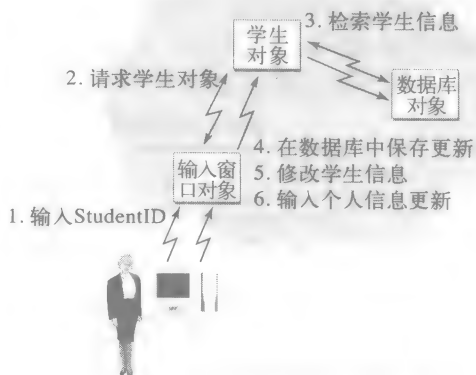 3. 检索学生信息
学生
对象
2. 请求学生对象
数据库
对象
输入窗
口对象
4. 在数据库中保存更新
5. 修改学生信息
6. 输入个人信息更新
1. 输入StudentID